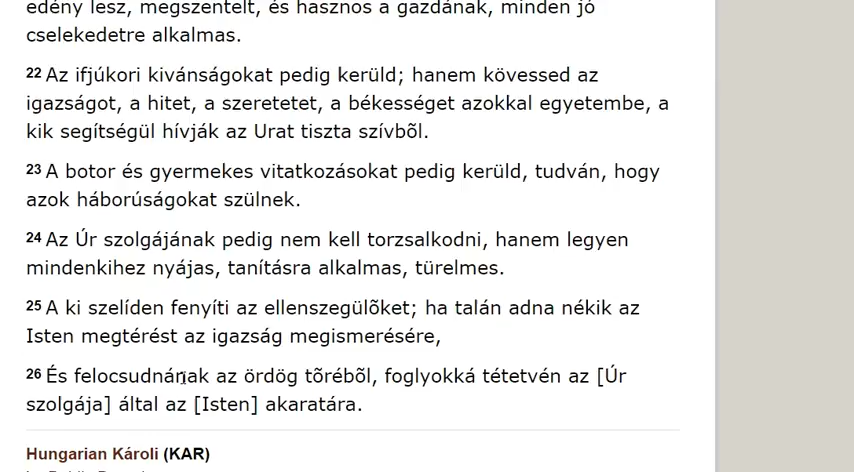 edény lesz, megszentelt, és hasznos a gazdának, minden jó
cselekedetre alkalmas.
22 Az ifjúkori kivánságokat pedig kerüld; hanem kövessed az
igazságot, a hitet, a szeretetet, a békességet azokkal egyetembe, a
kik segítségül hívják az Urat tiszta szívbõl.
23 A botor és gyermekes vitatkozásokat pedig kerüld, tudván, hogy
azok háborúságokat szülnek.
24 Az Úr szolgájának pedig nem kell torzsalkodni, hanem legyen
mindenkihez nyájas, tanításra alkalmas, türelmes.
25 A ki szelíden fenyíti az ellenszegülõket; ha talán adna nékik az
Isten megtérést az igazság megismerésére,
26 És felocsudnának az ördög tõrébõl, foglyokká tétetvén az [Úr
szolgája] által az [Isten] akaratára.
Hungarian Károli (KAR)